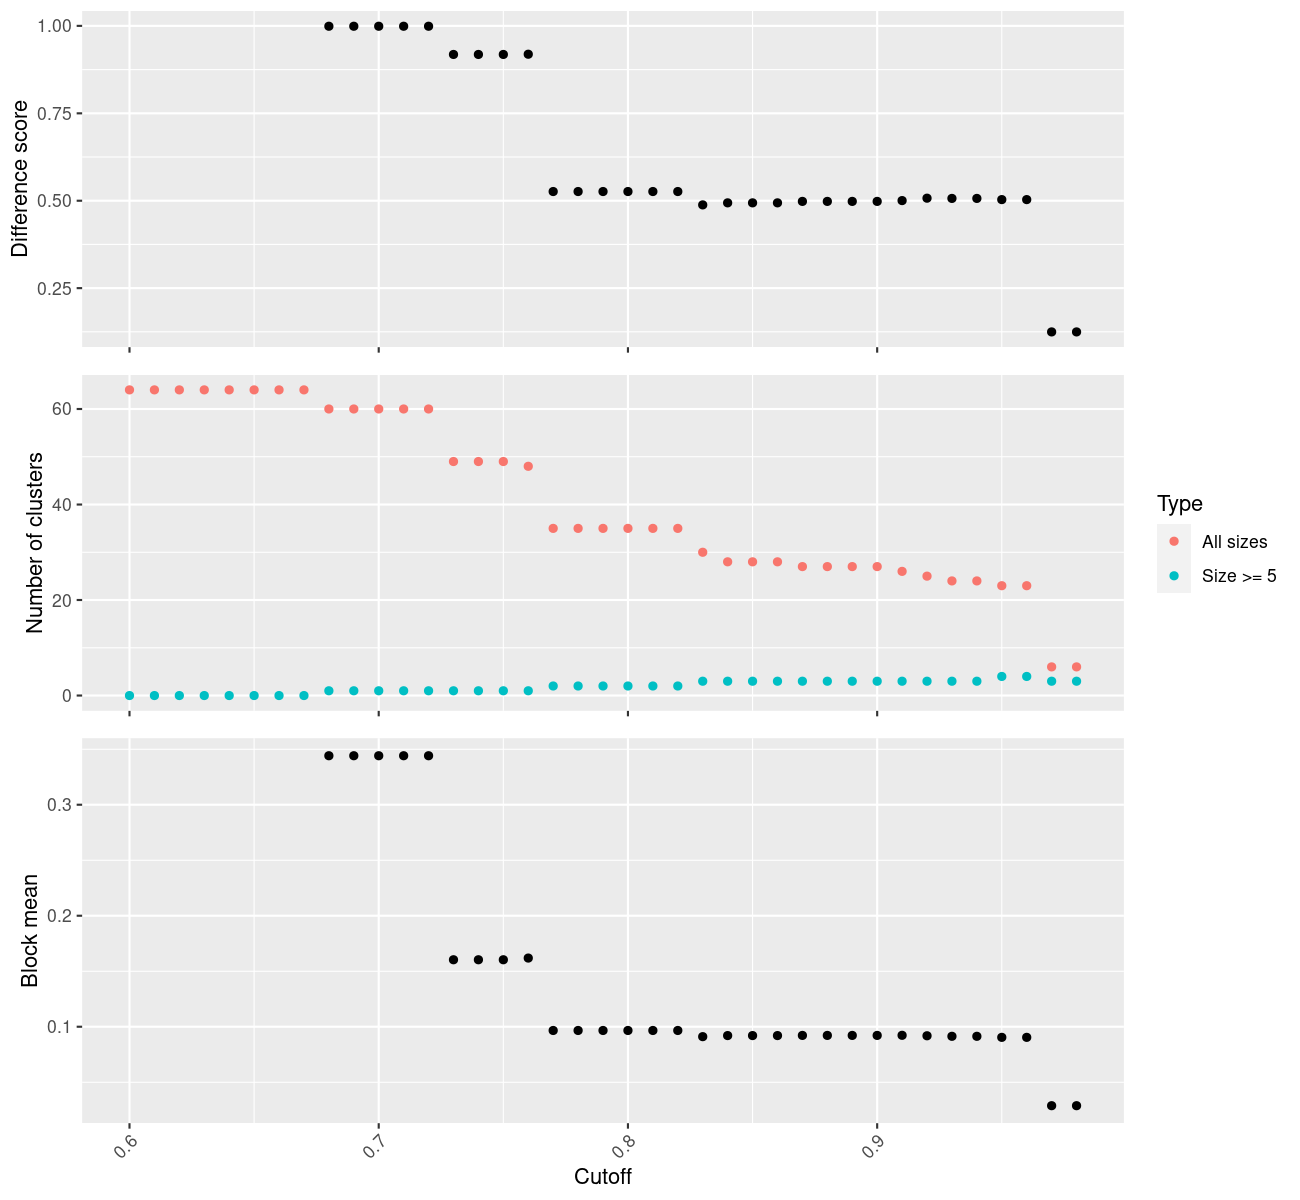 1.00
0.75
0.50
0.25
Difference score
60
40
20
0
Number of clusters
Type
All sizes
Size >= 5
0.3
0.2
0.1
Block mean
0.6
0.7
0.8
0.9
Cutoff